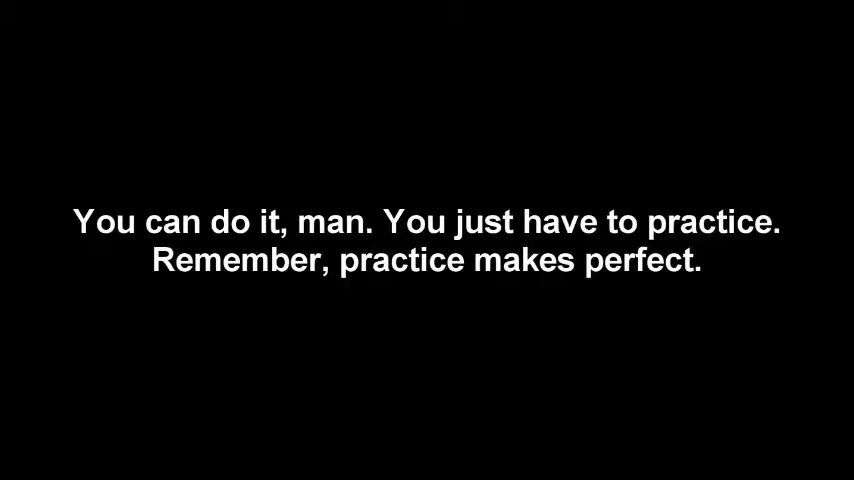 You can do it, man. You just have to practice.
Remember, practice makes perfect.